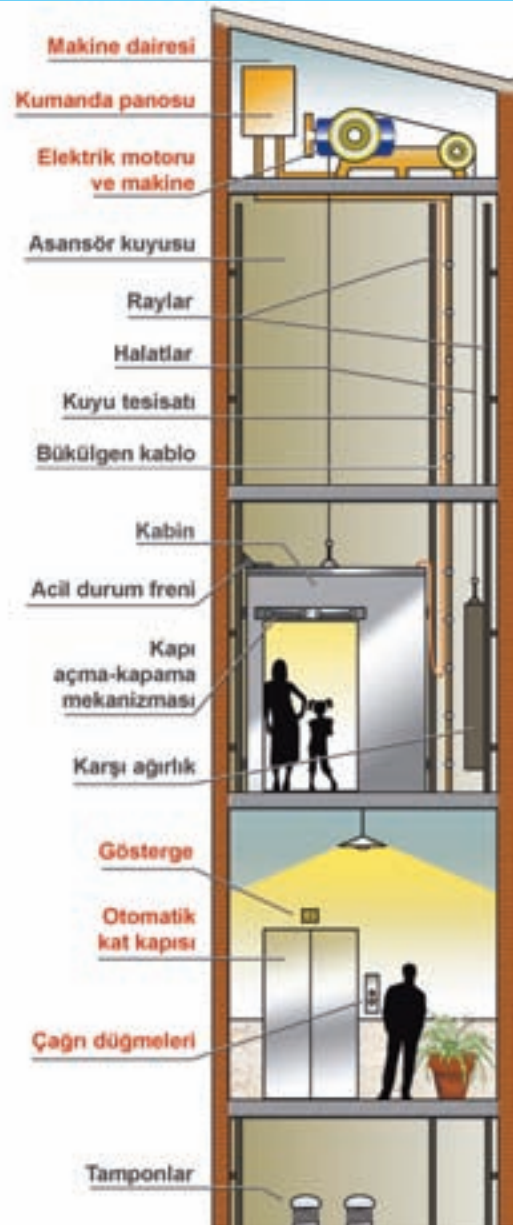 Makine dairesi
Kumanda panosu
Elektrik motoru
ve makine
Asansör kuyusu
Raylar
Halatlar
Kuyu tesisatı
Bükülgen kablo
Kabin
Acil durum freni
Kapı
açma-kapama
mekanizması
Karşı ağırlık
Gösterge
Otomatik
kat kapısı
Çağrı düğmeleri
Tamponlar